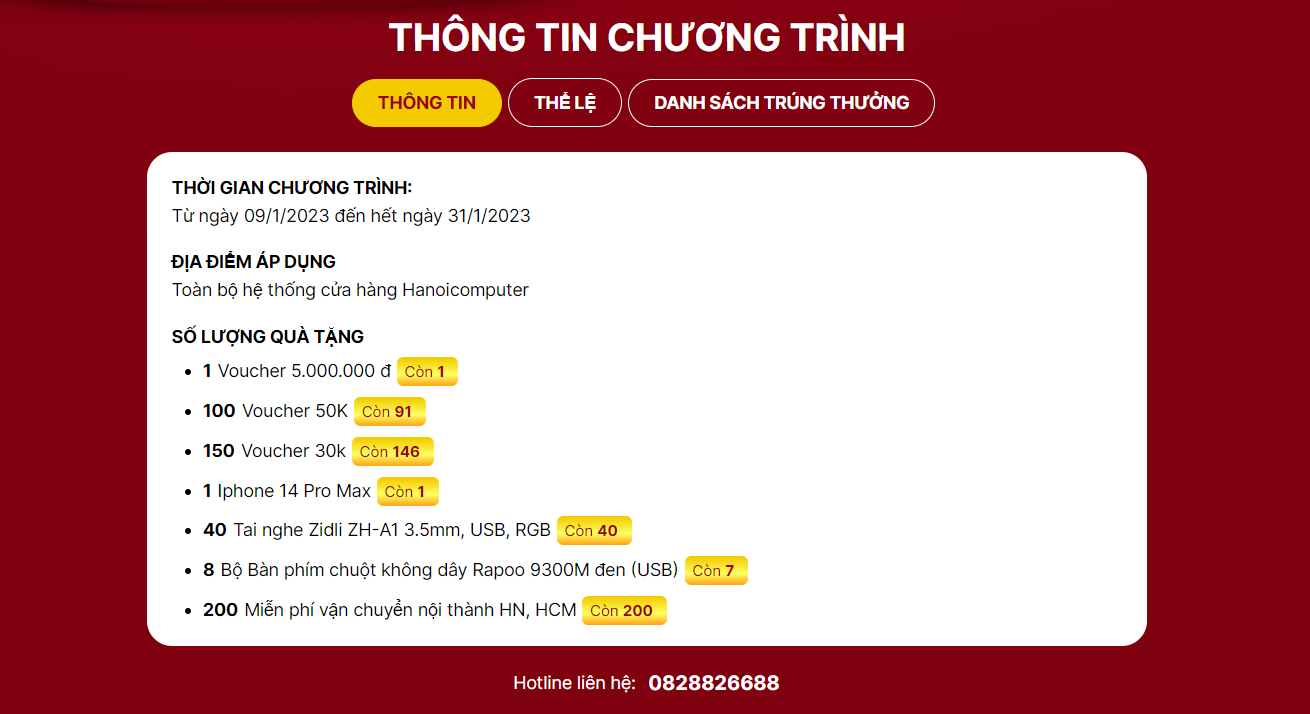 THÔNG TIN CHƯƠNG TRÌNH
THÔNG TIN
THỂ LỆ
DANH SÁCH TRÚNG THƯỞNG
THỜI GIAN CHƯƠNG TRÌNH:
Từ ngày 09/1/2023 đến hết ngày 31/1/2023
ĐỊA ĐIỂM ÁP DỤNG
Toàn bộ hệ thống cửa hàng Hanoicomputer
SỐ LƯỢNG QUÀ TẶNG
• 1 Voucher 5.000.000 đ Còn 1
• 100 Voucher 50K Còn 91
• 150 Voucher 30k Còn 146
• 1 Iphone 14 Pro Max Còn 1
• 40 Tai nghe Zidli ZH-A1 3.5mm, USB, RGB Còn 40
• 8 Bộ Bàn phím chuột không dây Rapoo 9300M đen (USB) Còn 7
• 200 Miễn phí vận chuyển nội thành HN, HCM Còn 200
Hotline liên hệ: 0828826688